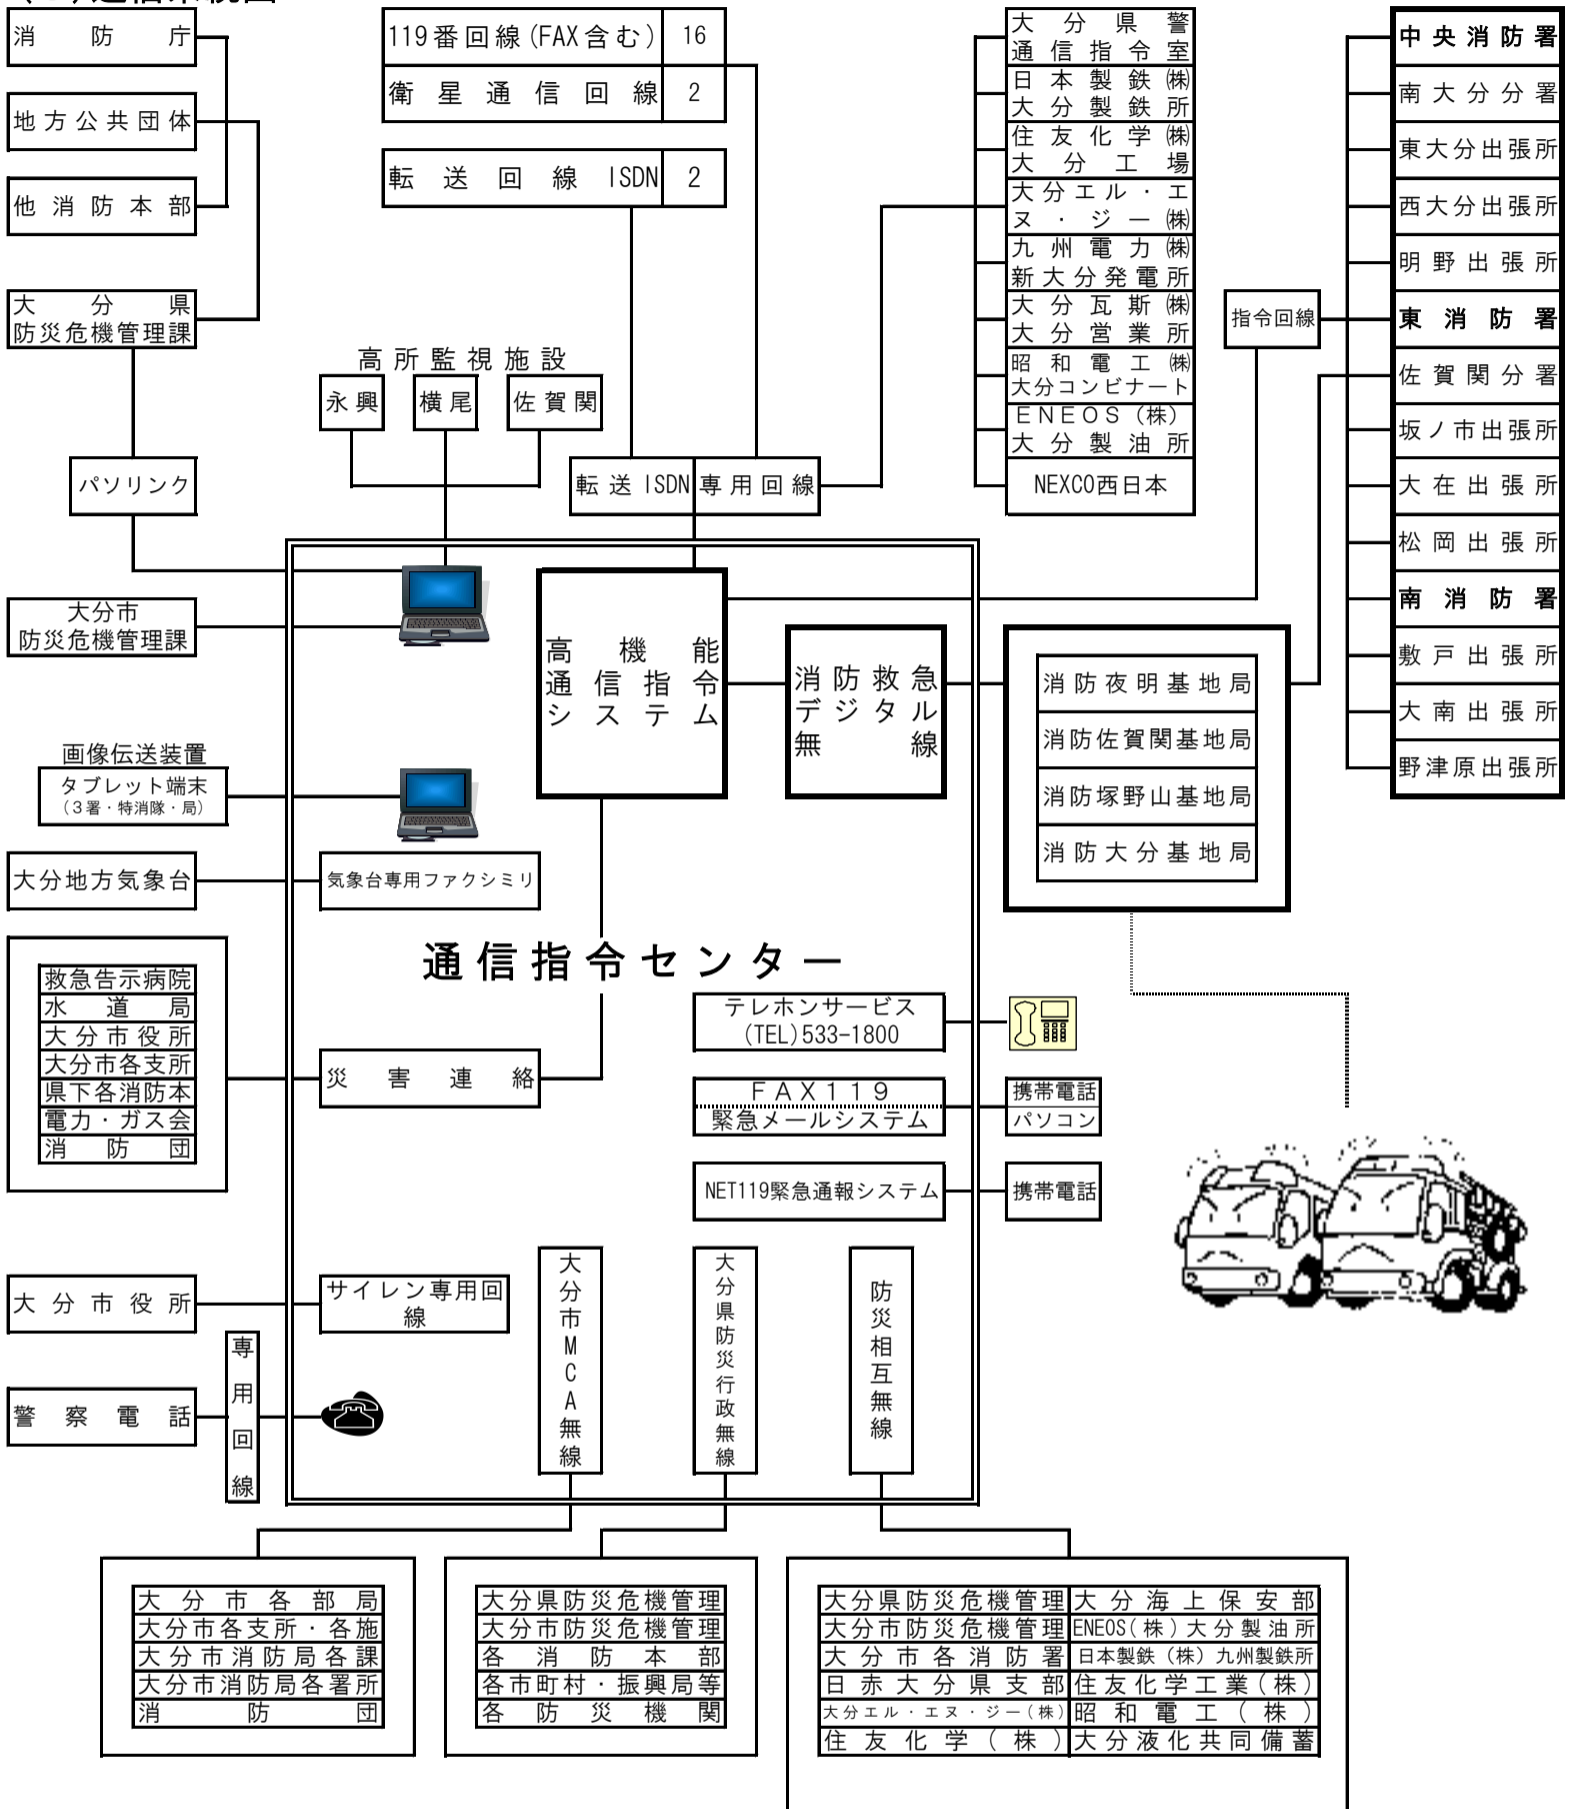 通信系統図
消防庁
地方公共団体
他消防本部
大分県
防災危機管理課
119番回線(FAX含む) 16
衛星通信回線 2
転送回線 ISDN 2
大分県警
通信指令室
日本製鉄㈱
大分製鉄所
住友化学㈱
大分工場
大分エル・エ
ヌ・ジー㈱
九州電力㈱
新大分発電所
大分瓦斯㈱
大分営業所
昭和電工㈱
大分コンビナート
ENEOS(株)
大分製油所
NEXCO西日本
中央消防署
南大分分署
東大分出張所
西大分出張所
明野出張所
東消防署
佐賀関分署
坂ノ市出張所
大在出張所
松岡出張所
南消防署
敷戸出張所
大南出張所
野津原出張所
指令回線
高所監視施設
永興
横尾
佐賀関
パソリンク
転送ISDN
専用回線
大分市
防災危機管理課
高機能
通信指令
システム
消防救急
デジタル
無線
消防夜明基地局
消防佐賀関基地局
消防塚野山基地局
消防大分基地局
画像伝送装置
タブレット端末
(3署・特消隊・局)
大分地方気象台
気象台専用ファクシミリ
通信指令センター
救急告示病院
水道局
大分市役所
大分市各支所
県下各消防本
電力・ガス会
消防団
災害連絡
テレホンサービス
(TEL)533-1800
FAX119
緊急メールシステム
携帯電話
パソコン
NET119緊急通報システム
携帯電話
大分市役所
サイレン専用回
線
警察電話
専用回線
大分市MCA無線
大分県防災行政無線
防災相互無線
大分市各部局
大分市各支所・各施
大分市消防局各課
大分市消防局各署所
消防団
大分県防災危機管理
大分市防災危機管理
各消防本部
各市町村・振興局等
各防災機関
大分県防災危機管理 大分海上保安部
大分市防災危機管理 ENEOS(株)大分製油所
大分市各消防署 日本製鉄(株)九州製鉄所
日赤大分県支部 住友化学工業(株)
大分エル・エヌ・ジー(株) 昭和電工(株)
住友化学(株) 大分液化共同備蓄